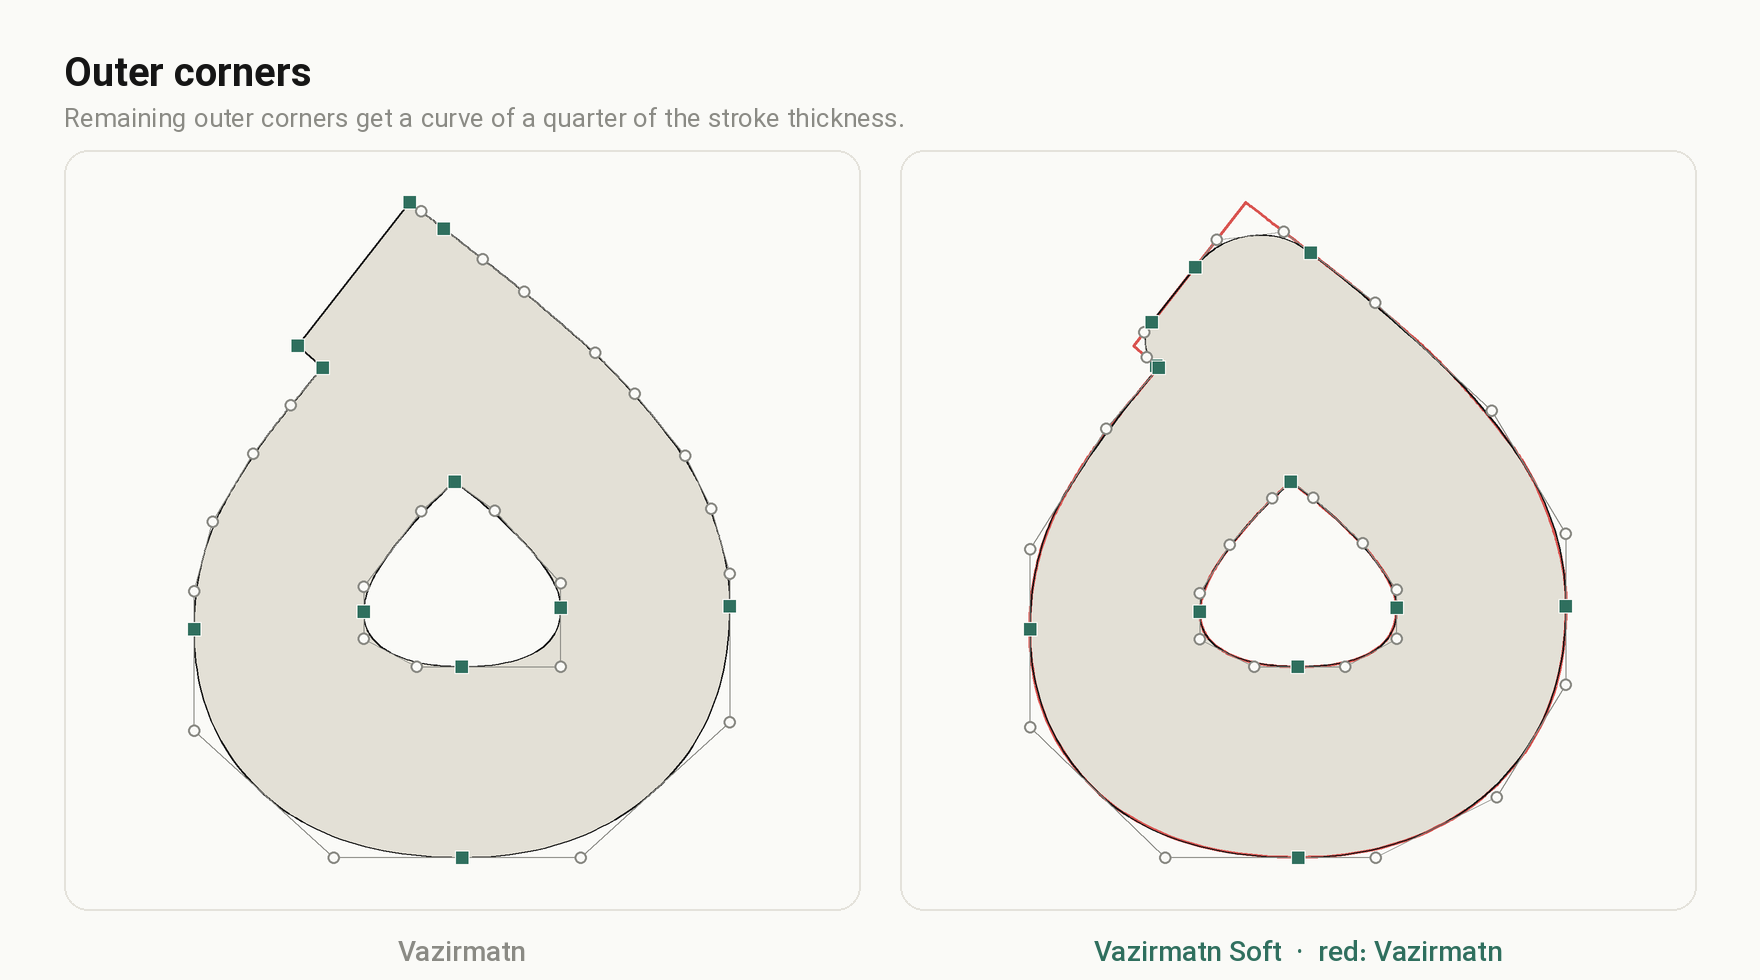 Outer corners
Remaining outer corners get a curve of a quarter of the stroke thickness.
Vazirmatn
Vazirmatn Soft · red: Vazirmatn